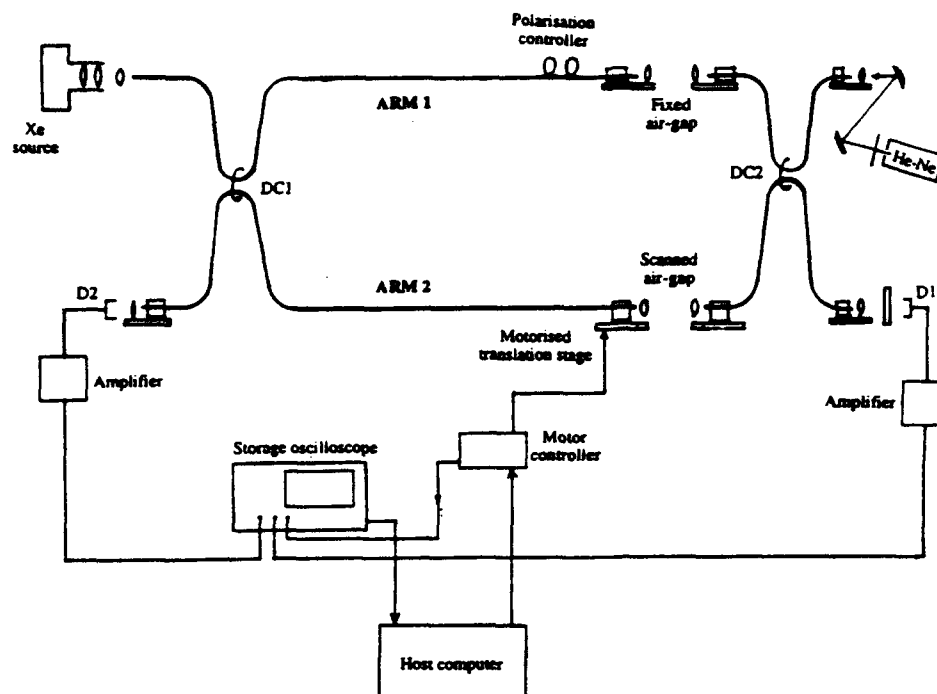 Polarisation
controller
ARM 1
Fixed
air-gap
Xe
source
DC1
DC2
He-Ne
Scanned
air-gap
D2
ARM 2
D1
Motorised
translation stage
Amplifier
Amplifier
Storage oscilloscope
Motor
controller
Host computer